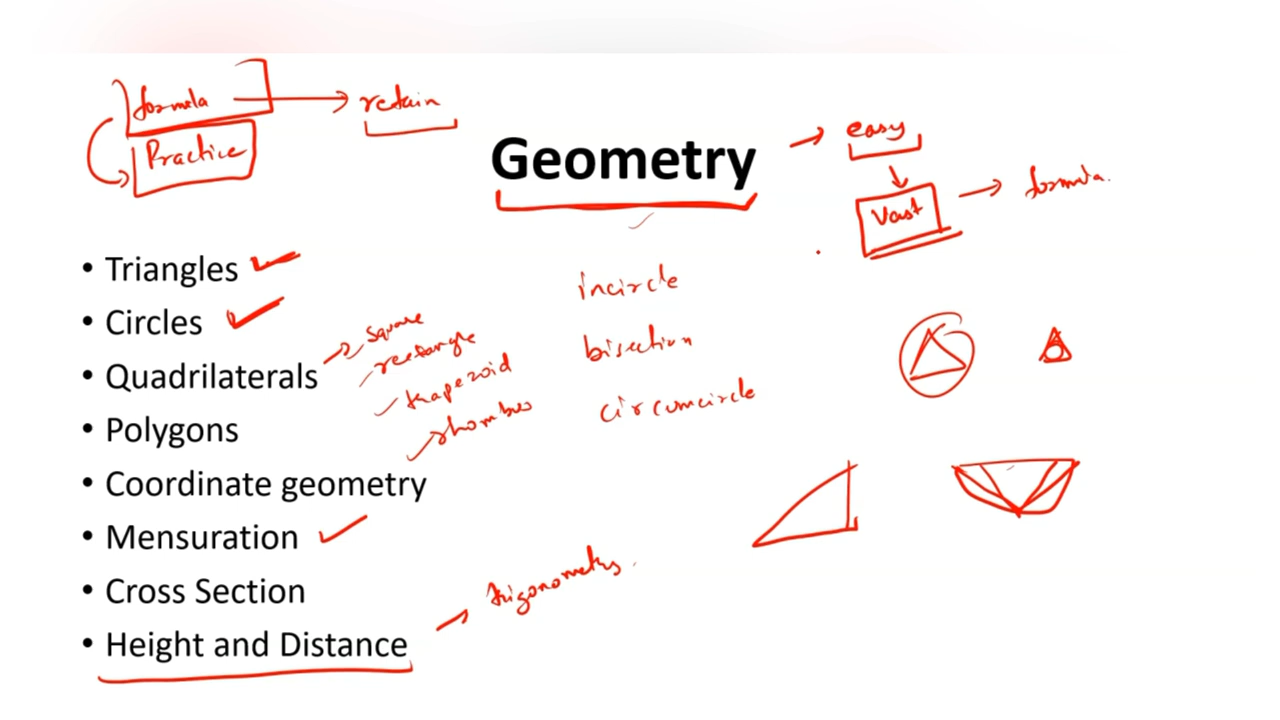 formula → retain
Practice
Geometry → easy
Vast → formula.
• Triangles
• Circles
• Quadrilaterals → square
rectangle
trapezoid
rhombus
incircle
bisection
circumcircle
• Polygons
• Coordinate geometry
• Mensuration
• Cross Section
• Height and Distance → trigonometry.